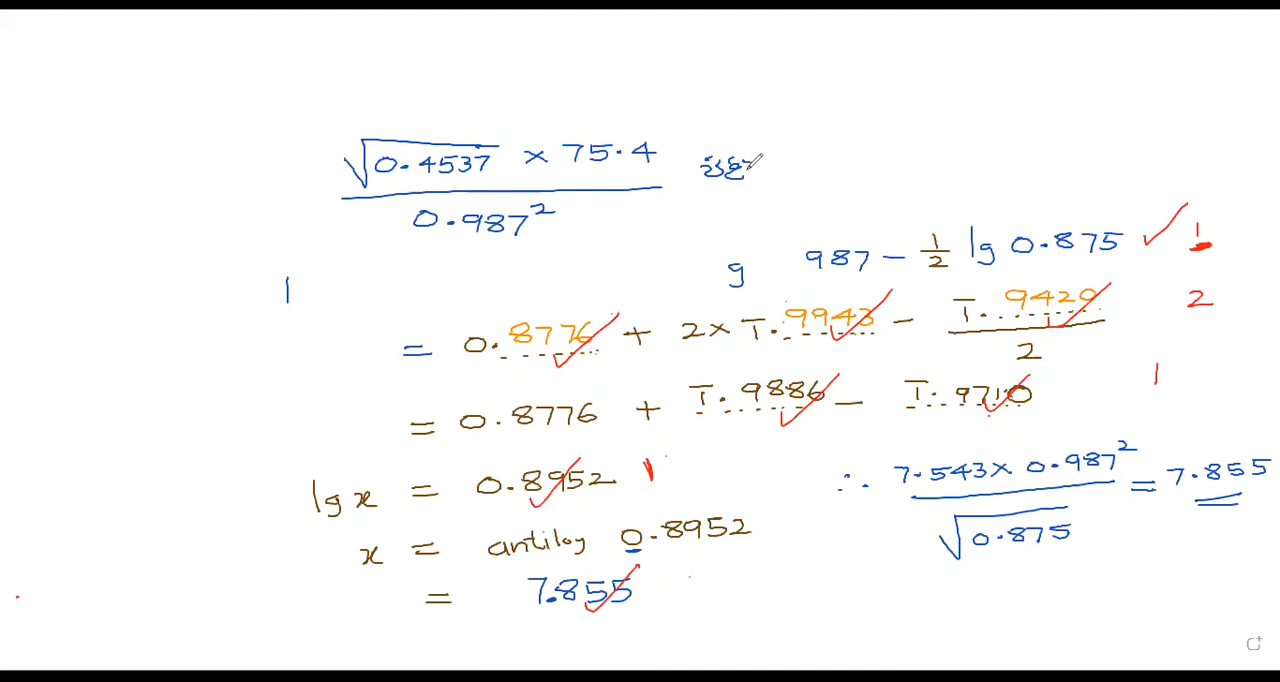 √0.4537 × 75.4
0.987²
g 987 − 1/2 lg 0.875 ✓ 1
1
= 0.8776 + 2 × T.9943 − T.9420/2 2
= 0.8776 + T.9886 − T.9710 1
lg x = 0.8952 1
x = antilog 0.8952
= 7.855
∴ 7.543 × 0.987² / √0.875 = 7.855